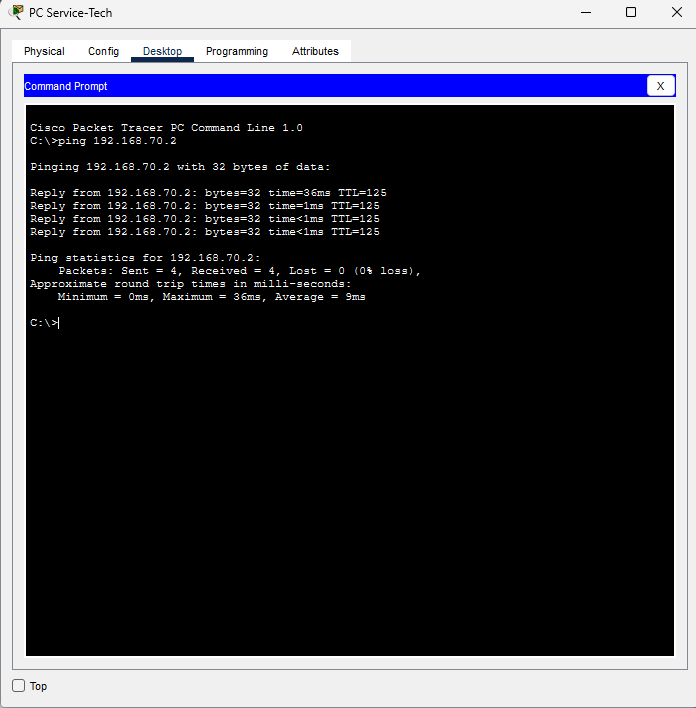 PC Service-Tech
Physical Config Desktop Programming Attributes
Command Prompt X
Cisco Packet Tracer PC Command Line 1.0
C:\>ping 192.168.70.2
Pinging 192.168.70.2 with 32 bytes of data:
Reply from 192.168.70.2: bytes=32 time=36ms TTL=125
Reply from 192.168.70.2: bytes=32 time=1ms TTL=125
Reply from 192.168.70.2: bytes=32 time<1ms TTL=125
Reply from 192.168.70.2: bytes=32 time<1ms TTL=125
Ping statistics for 192.168.70.2:
    Packets: Sent = 4, Received = 4, Lost = 0 (0% loss),
Approximate round trip times in milli-seconds:
    Minimum = 0ms, Maximum = 36ms, Average = 9ms
C:\>
Top